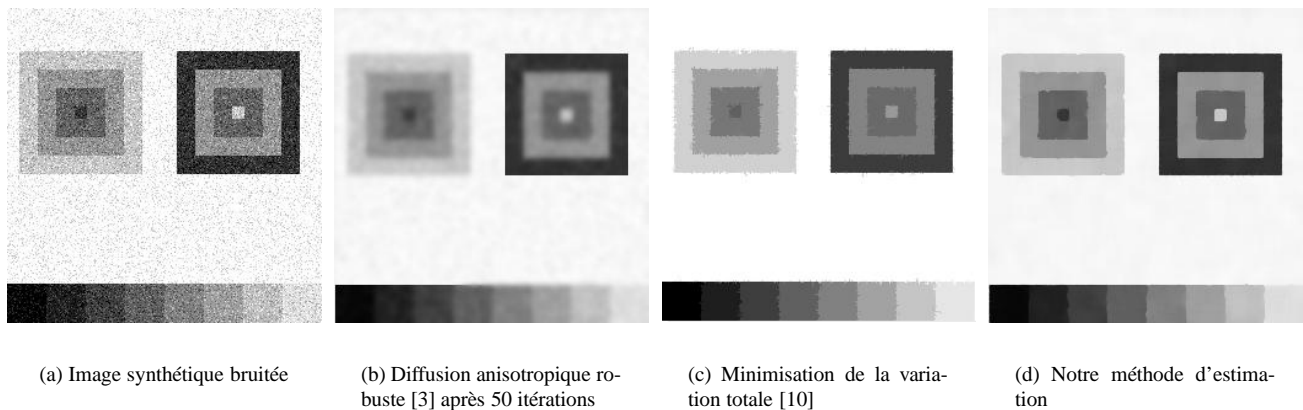 (a) Image synthétique bruitée
(b) Diffusion anisotropique ro-
buste [3] après 50 itérations
(c) Minimisation de la varia-
tion totale [10]
(d) Notre méthode d'estima-
tion